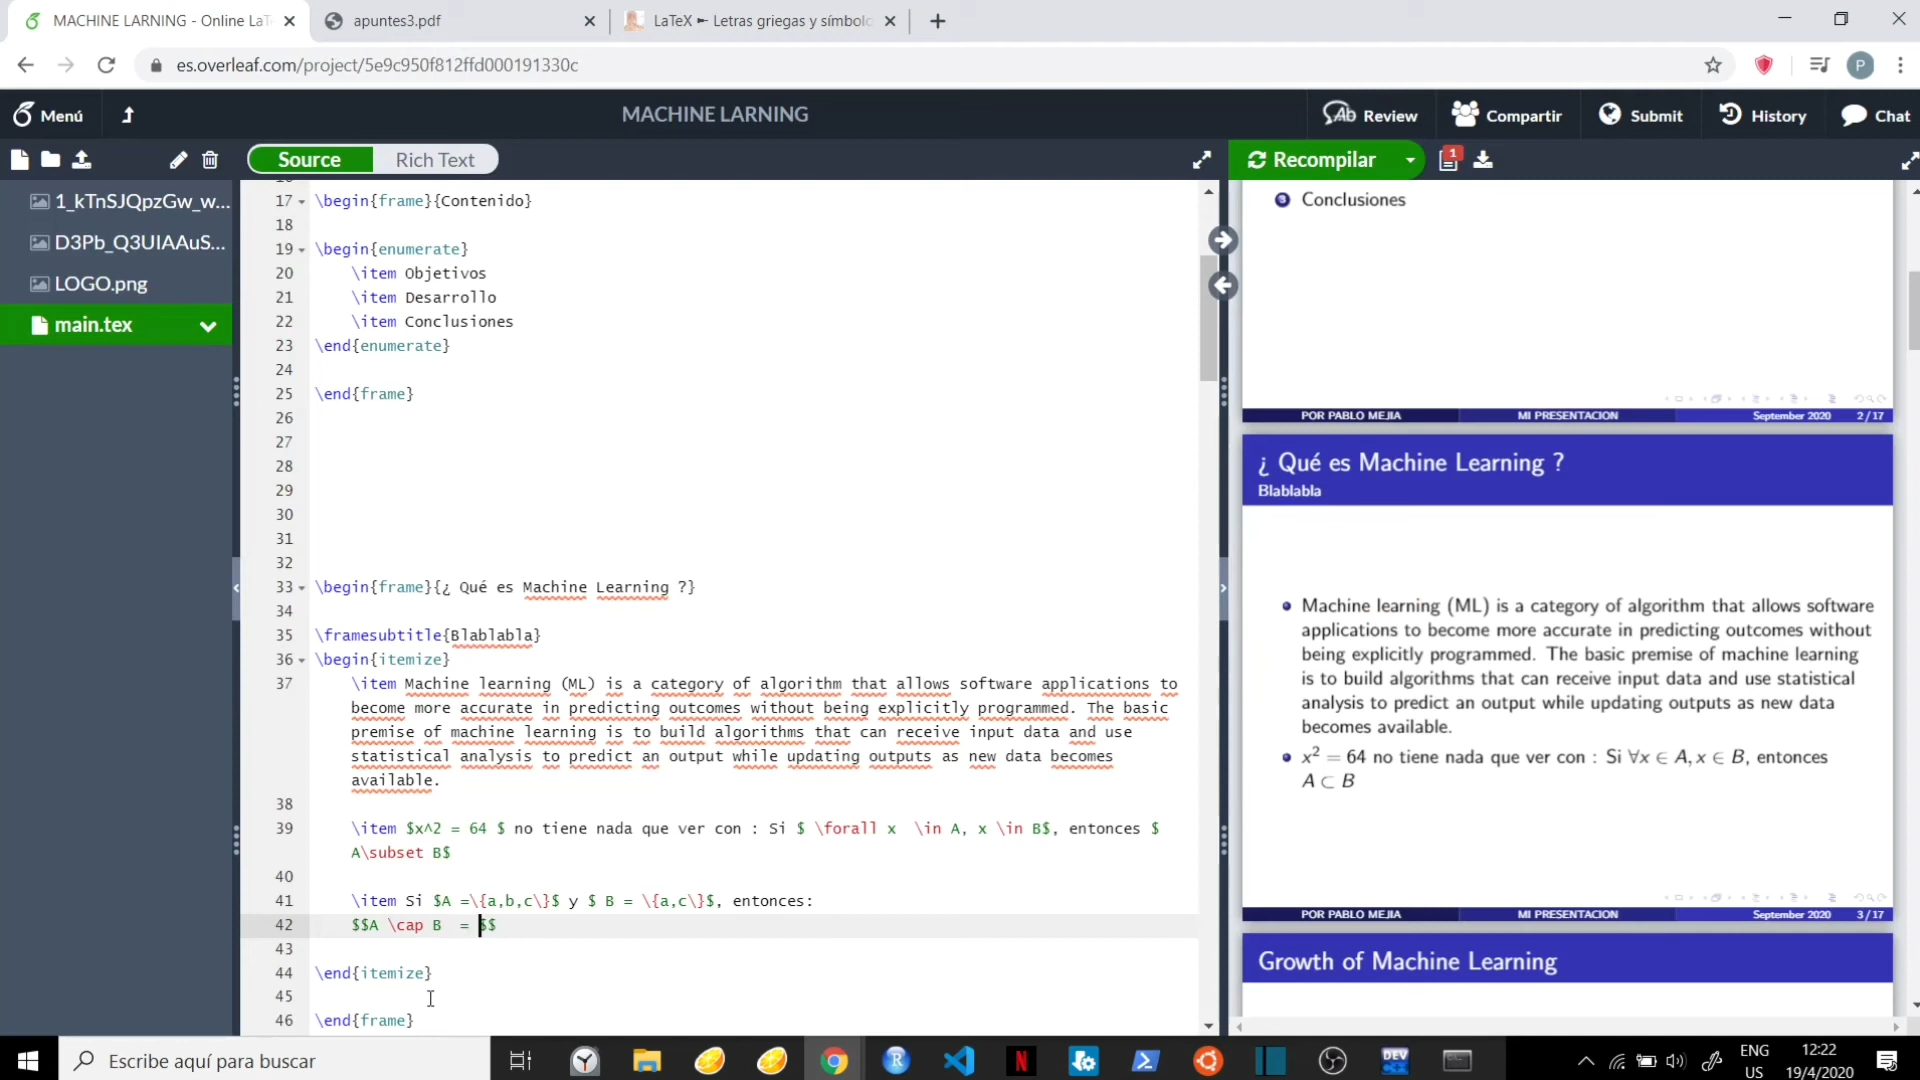 MACHINE LARNING - Online LaT
apuntes3.pdf
LaTeX ➸ Letras griegas y símbolo
es.overleaf.com/project/5e9c950f812ffd000191330c
P
Menú
MACHINE LARNING
Review
Compartir
Submit
History
Chat
Source
Rich Text
Recompilar
1
1_kTnSJQpzGw_w...
D3Pb_Q3UIAAuS...
LOGO.png
main.tex
17 \begin{frame}{Contenido}
18
19 \begin{enumerate}
20 \item Objetivos
21 \item Desarrollo
22 \item Conclusiones
23 \end{enumerate}
24
25 \end{frame}
26
27
28
29
30
31
32
33 \begin{frame}{¿ Qué es Machine Learning ?}
34
35 \framesubtitle{Blablabla}
36 \begin{itemize}
37 \item Machine learning (ML) is a category of algorithm that allows software applications to
become more accurate in predicting outcomes without being explicitly programmed. The basic
premise of machine learning is to build algorithms that can receive input data and use
statistical analysis to predict an output while updating outputs as new data becomes
available.
38
39 \item $x^2 = 64 $ no tiene nada que ver con : Si $ \forall x  \in A, x \in B$, entonces $
A\subset B$
40
41 \item Si $A =\{a,b,c\}$ y $ B = \{a,c\}$, entonces:
42 $$A \cap B  = $$
43
44 \end{itemize}
45
46 \end{frame}
3 Conclusiones
POR PABLO MEJIA MI PRESENTACION September 2020 2 / 17
¿ Qué es Machine Learning ?
Blablabla
Machine learning (ML) is a category of algorithm that allows software
applications to become more accurate in predicting outcomes without
being explicitly programmed. The basic premise of machine learning
is to build algorithms that can receive input data and use statistical
analysis to predict an output while updating outputs as new data
becomes available.
x² = 64 no tiene nada que ver con : Si ∀x ∈ A, x ∈ B, entonces
A ⊂ B
POR PABLO MEJIA MI PRESENTACION September 2020 3 / 17
Growth of Machine Learning
Escribe aquí para buscar
R
N
DEV
ENG
US
12:22
19/4/2020